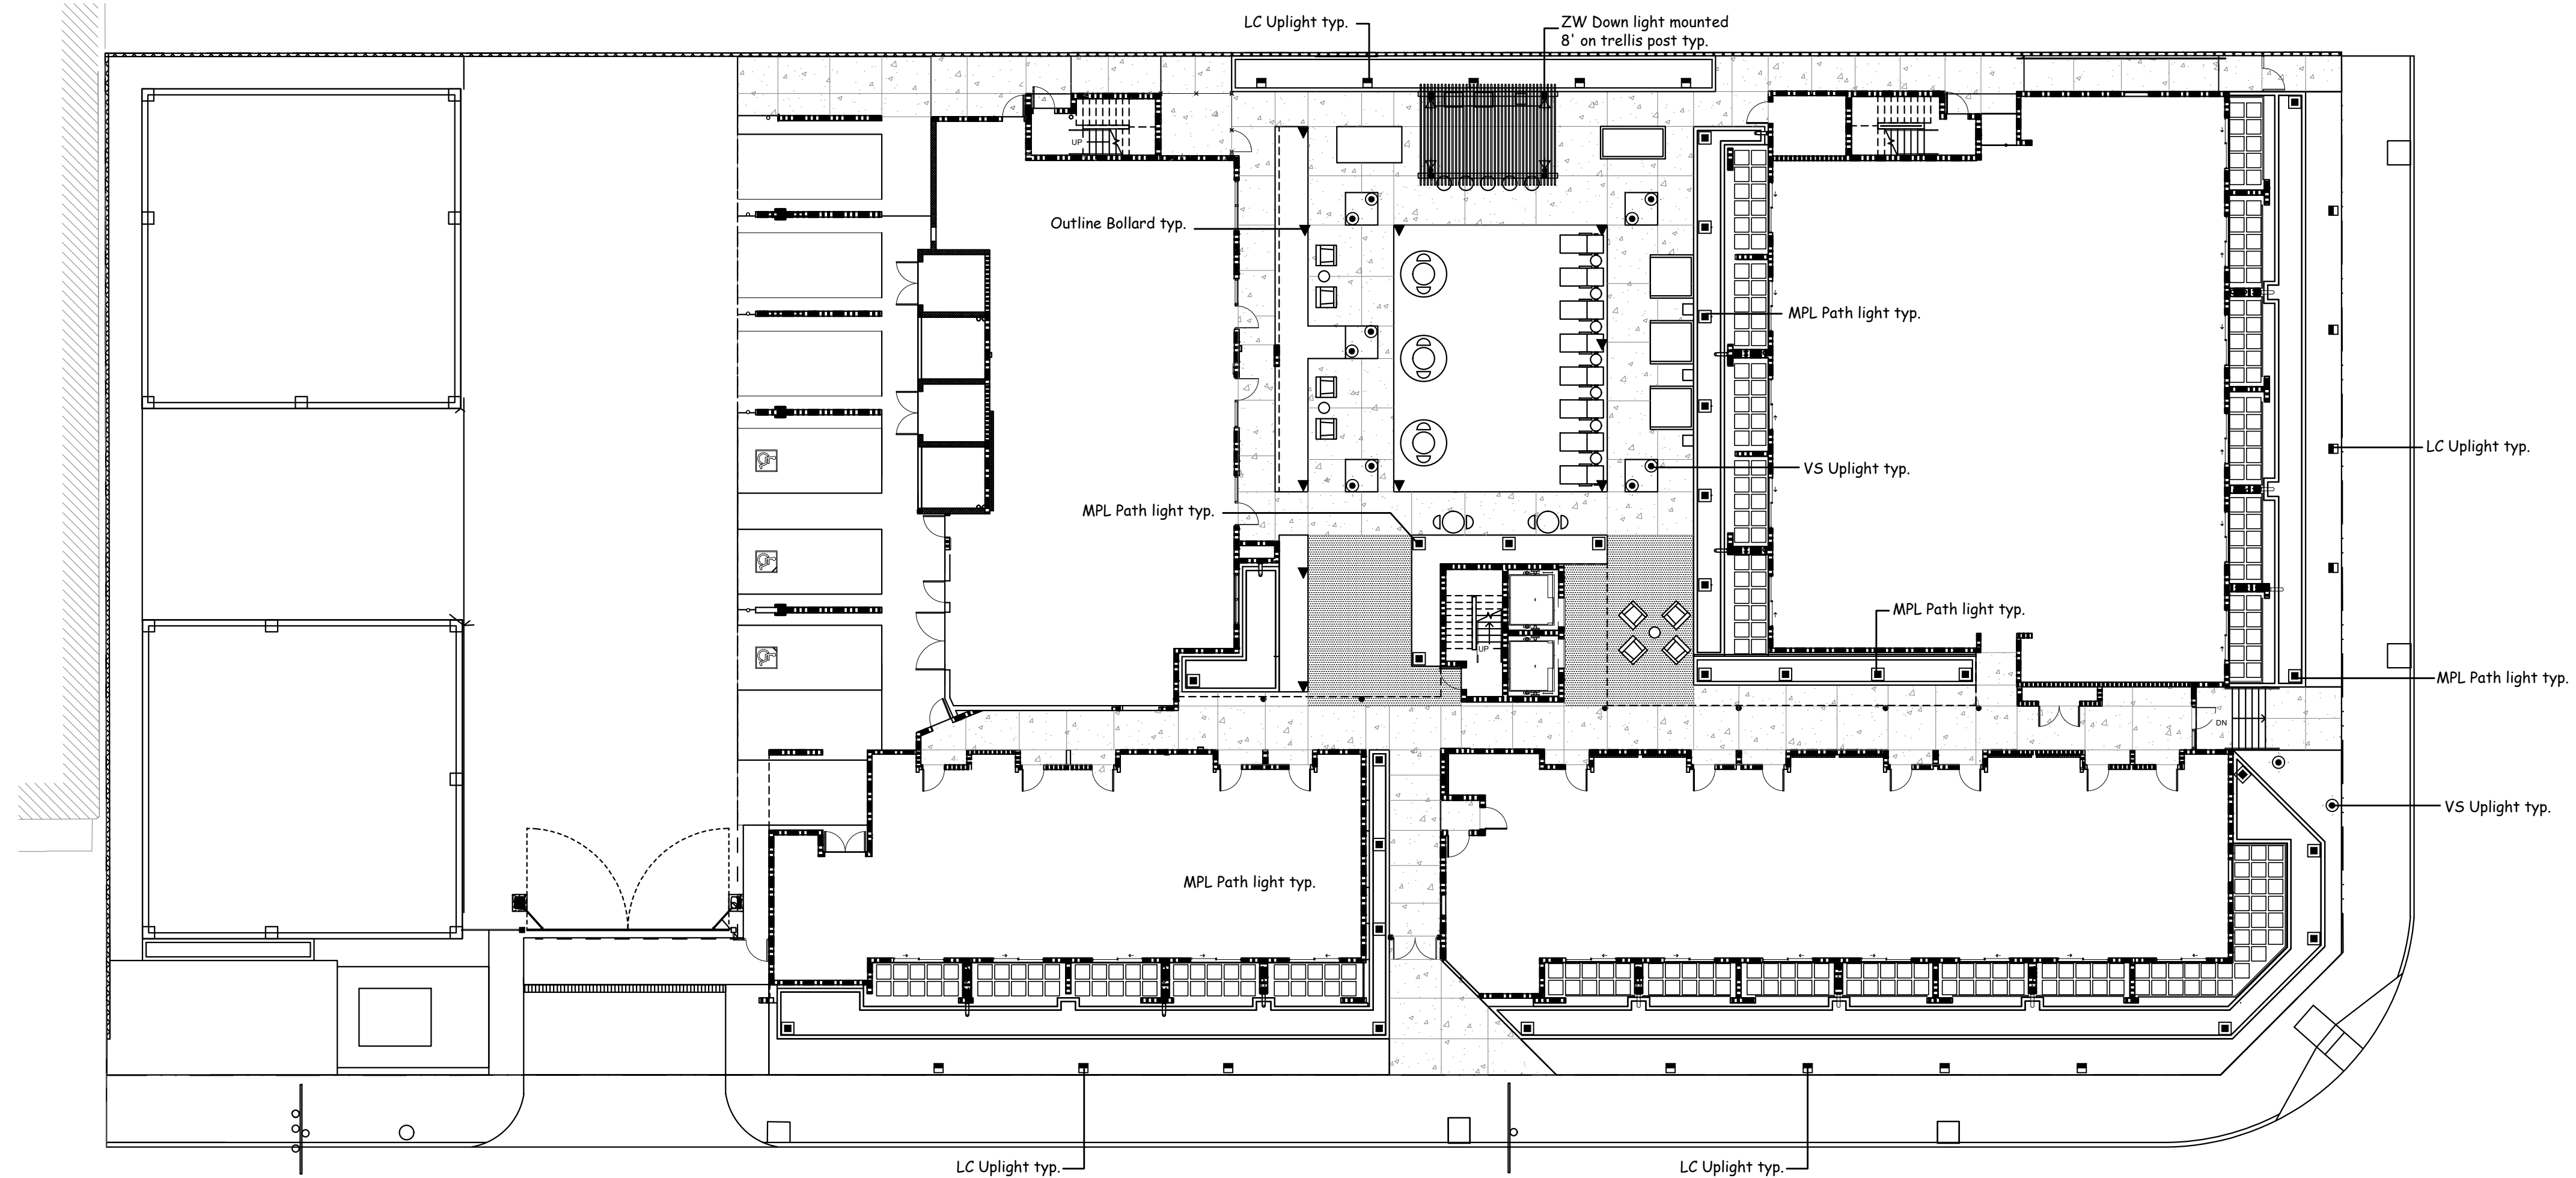 LC Uplight typ.
ZW Down light mounted
8' on trellis post typ.
UP
Outline Bollard typ.
MPL Path light typ.
LC Uplight typ.
VS Uplight typ.
MPL Path light typ.
MPL Path light typ.
UP
MPL Path light typ.
DN
VS Uplight typ.
MPL Path light typ.
LC Uplight typ.
LC Uplight typ.